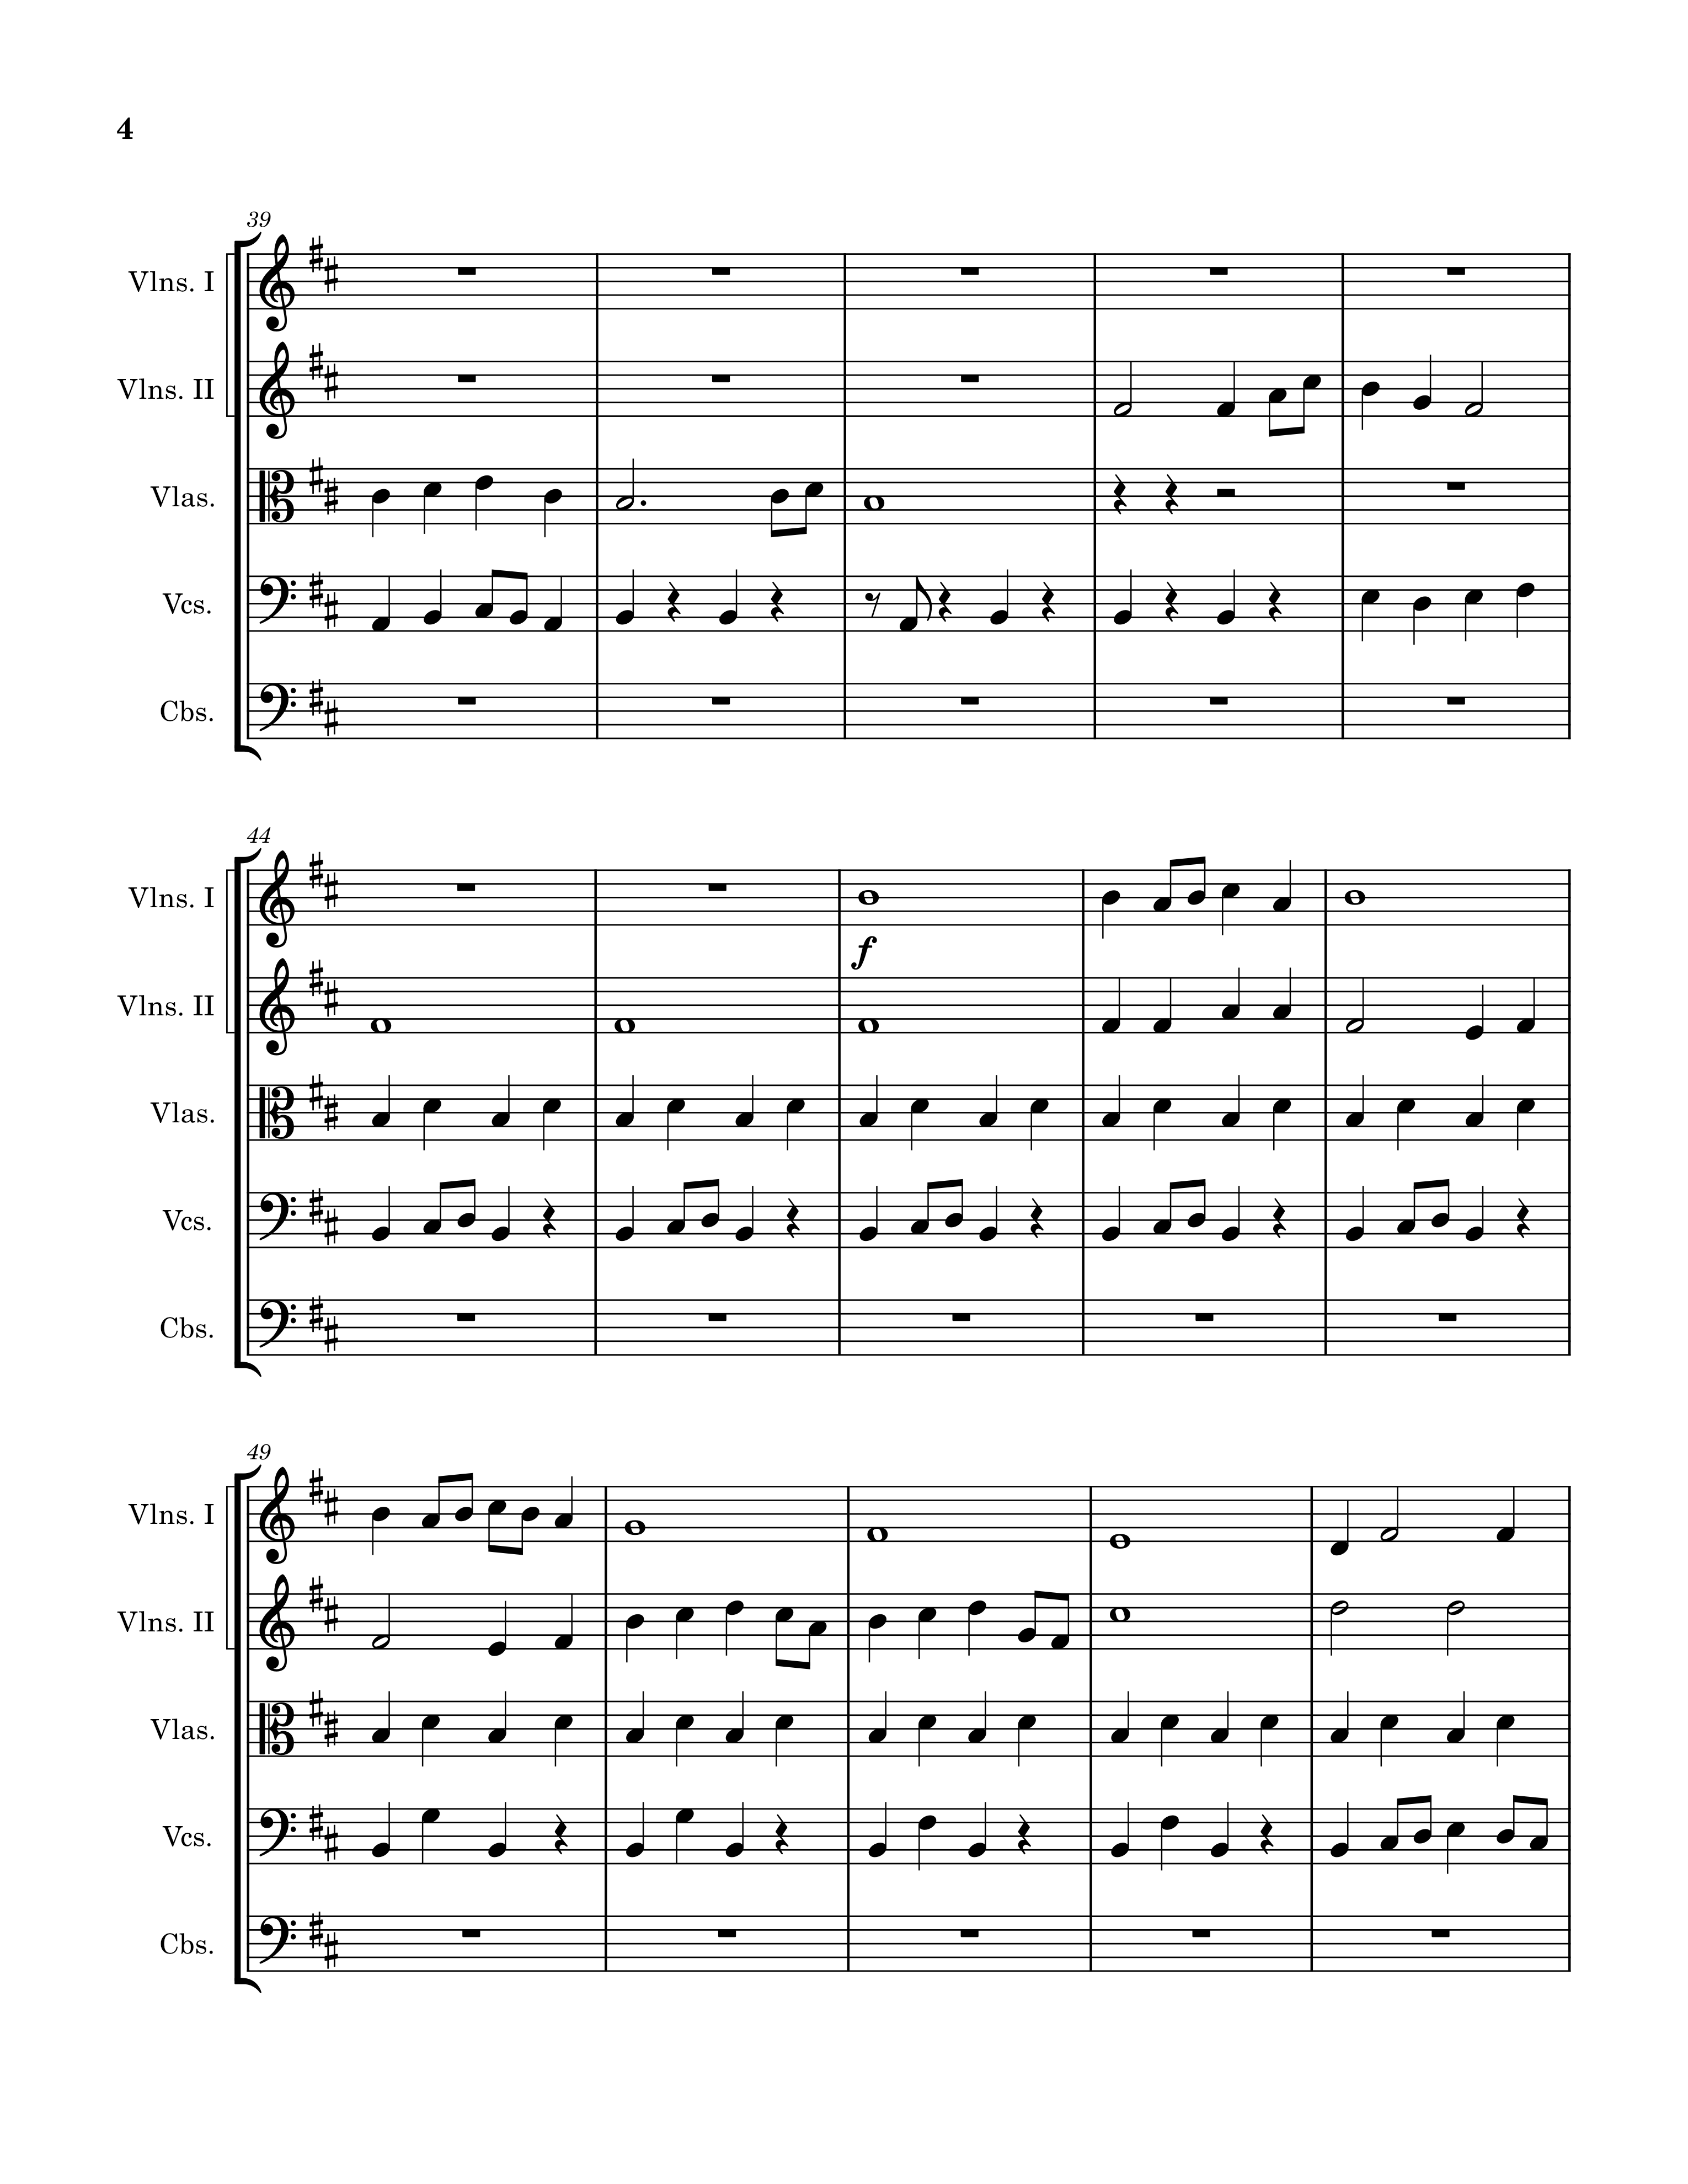 4
39
Vlns. I
Vlns. II
Vlas.
Vcs.
Cbs.
44
Vlns. I
f
Vlns. II
Vlas.
Vcs.
Cbs.
49
Vlns. I
Vlns. II
Vlas.
Vcs.
Cbs.